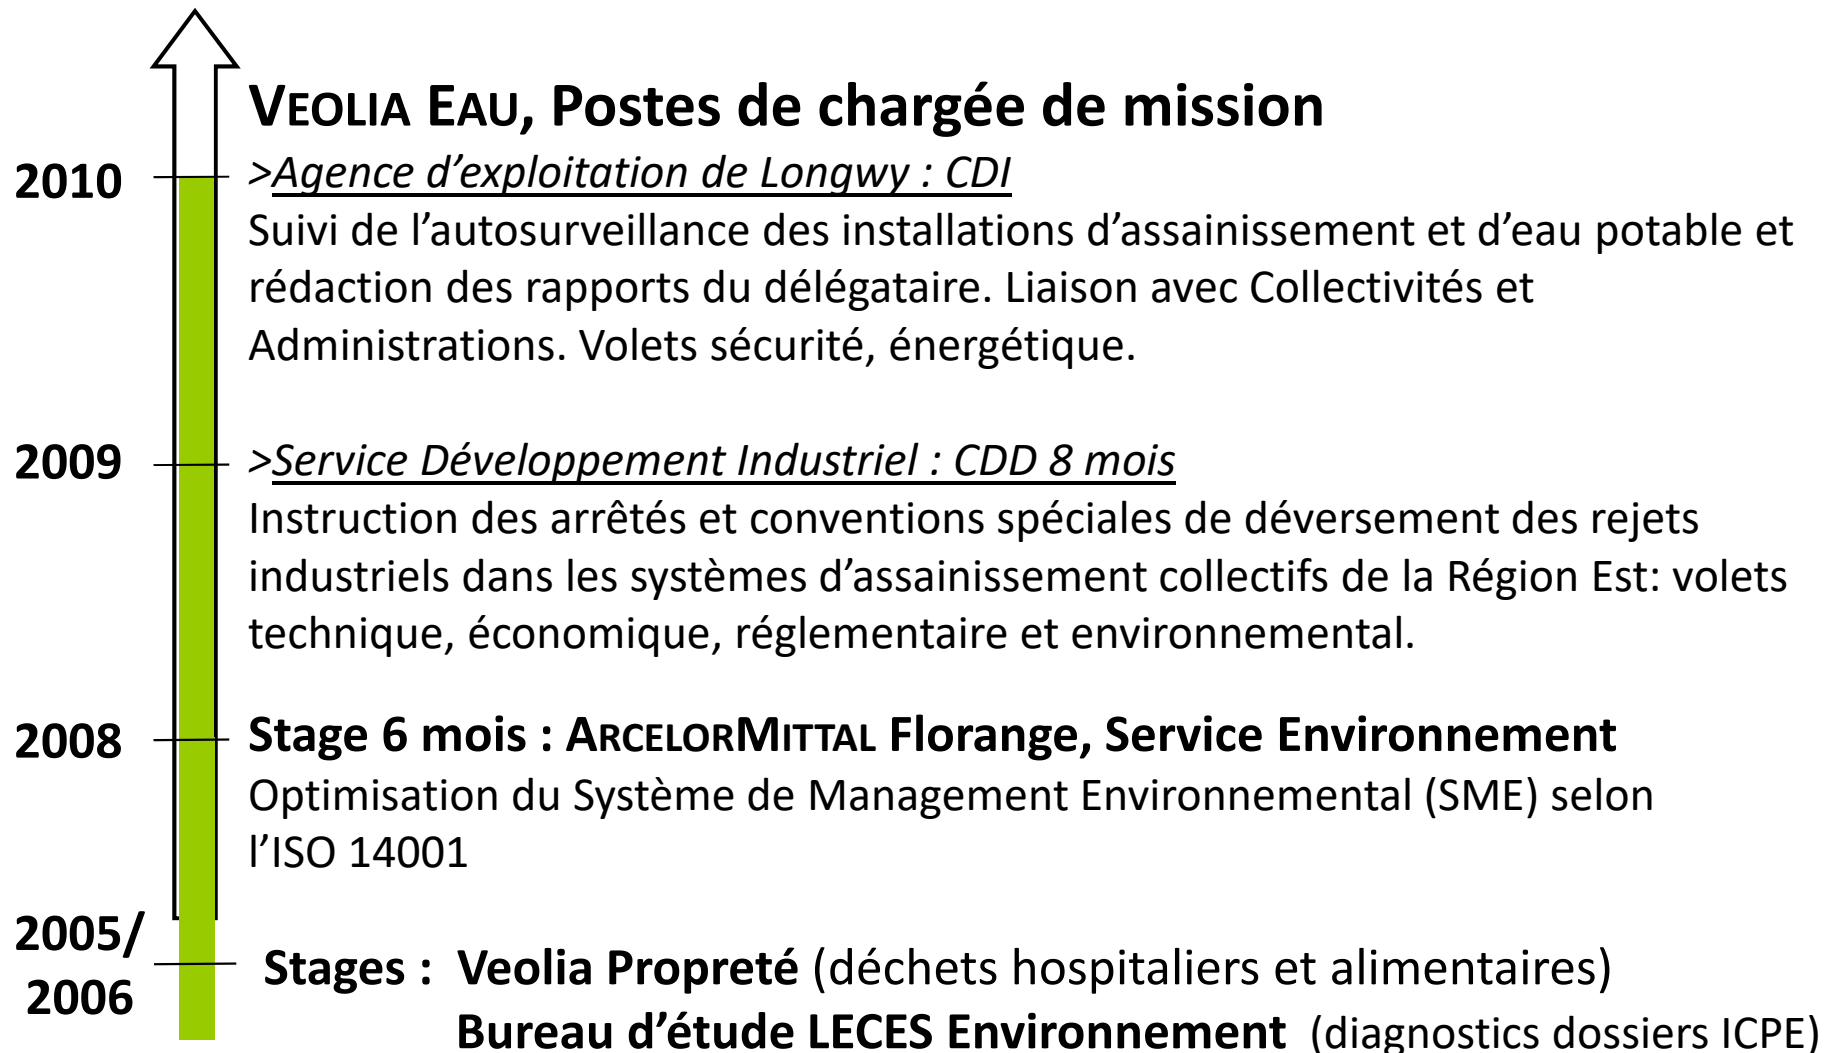 VEOLIA EAU, Postes de chargée de mission
2010
>Agence d’exploitation de Longwy : CDI
Suivi de l’autosurveillance des installations d’assainissement et d’eau potable et
rédaction des rapports du délégataire. Liaison avec Collectivités et
Administrations. Volets sécurité, énergétique.
2009
>Service Développement Industriel : CDD 8 mois
Instruction des arrêtés et conventions spéciales de déversement des rejets
industriels dans les systèmes d’assainissement collectifs de la Région Est: volets
technique, économique, réglementaire et environnemental.
2008
Stage 6 mois : ARCELORMITTAL Florange, Service Environnement
Optimisation du Système de Management Environnemental (SME) selon
l’ISO 14001
2005/
2006
Stages : Veolia Propreté (déchets hospitaliers et alimentaires)
Bureau d’étude LECES Environnement (diagnostics dossiers ICPE)